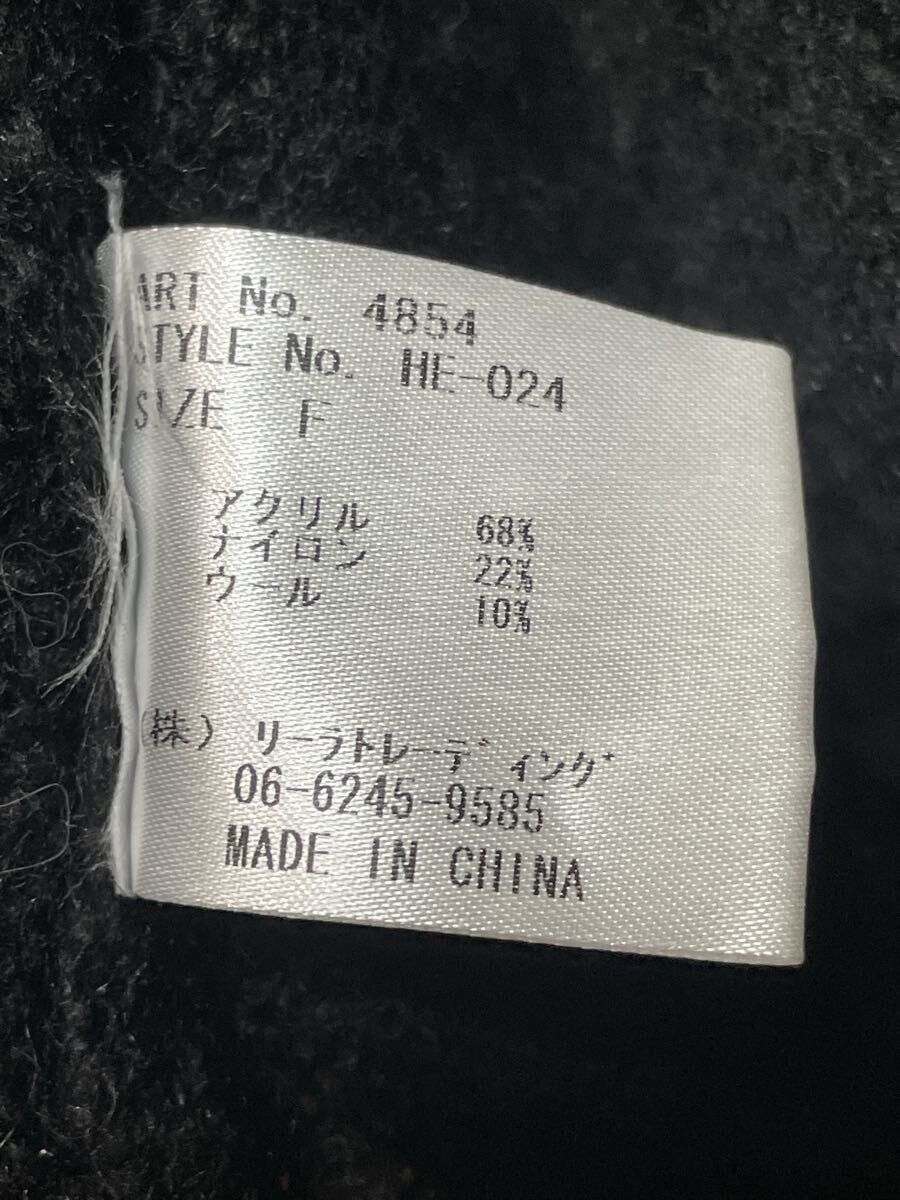 ART No. 4854
STYLE No. HE-024
SIZE F
アクリル 68%
ナイロン 22%
ウール 10%
(株) リーラトレーディング
06-6245-9585
MADE IN CHINA